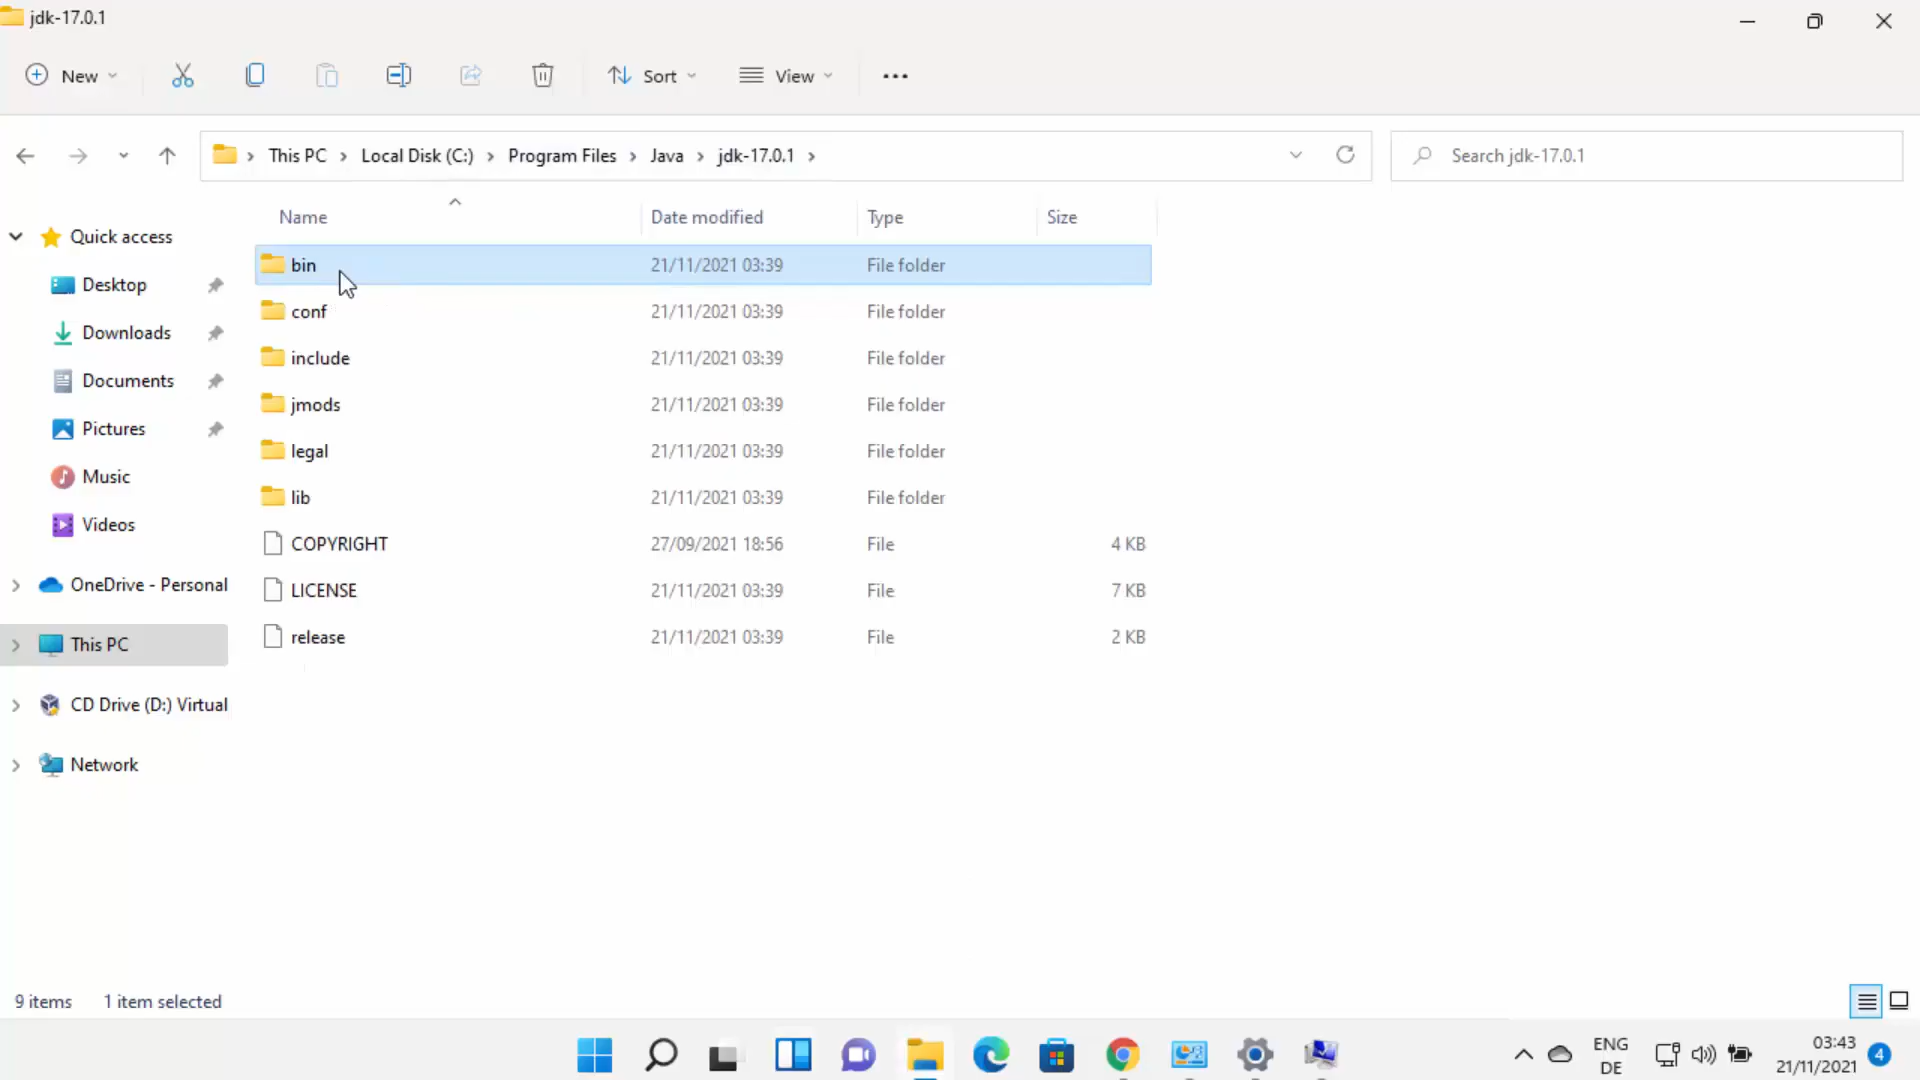 jdk-17.0.1
New Sort View
This PC Local Disk (C:) Program Files Java jdk-17.0.1 Search jdk-17.0.1
Name Date modified Type Size
Quick access
Desktop
Downloads
Documents
Pictures
Music
Videos
OneDrive - Personal
This PC
CD Drive (D:) Virtual
Network
bin 21/11/2021 03:39 File folder
conf 21/11/2021 03:39 File folder
include 21/11/2021 03:39 File folder
jmods 21/11/2021 03:39 File folder
legal 21/11/2021 03:39 File folder
lib 21/11/2021 03:39 File folder
COPYRIGHT 27/09/2021 18:56 File 4 KB
LICENSE 21/11/2021 03:39 File 7 KB
release 21/11/2021 03:39 File 2 KB
9 items 1 item selected
ENG
DE
03:43
21/11/2021
4